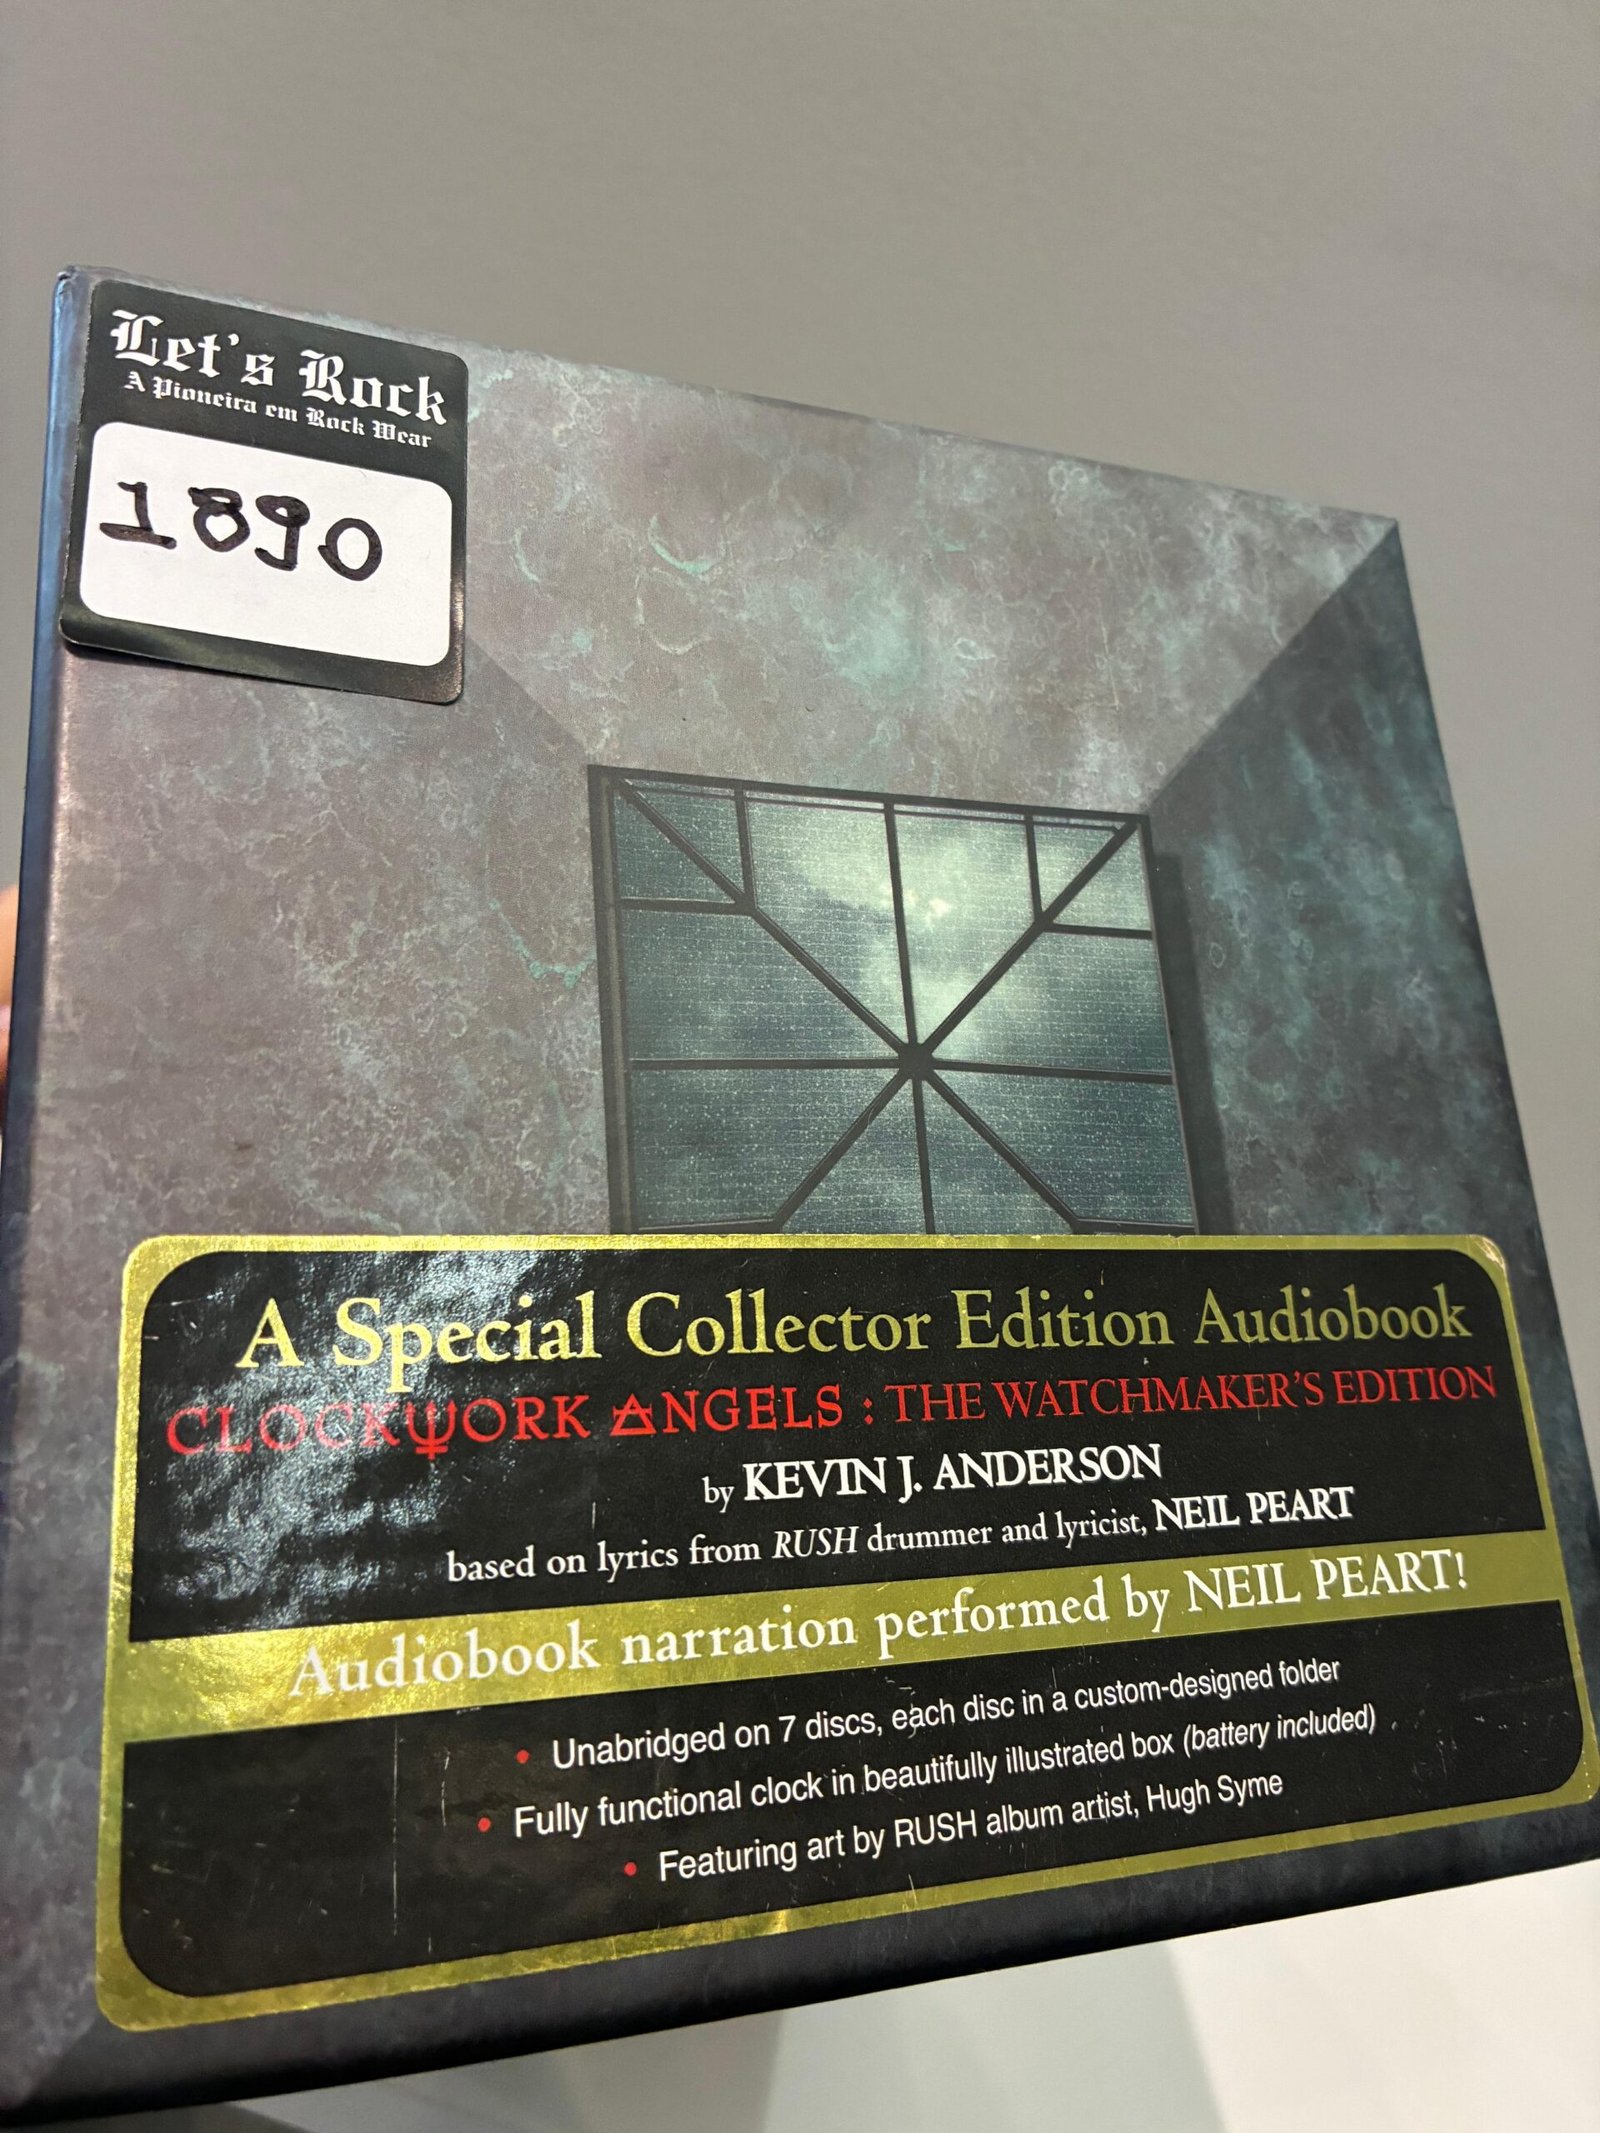 Let's Rock
A Pioneira em Rock Wear
1890
A Special Collector Edition Audiobook
CLOCKWORK ANGELS : THE WATCHMAKER'S EDITION
by KEVIN J. ANDERSON
based on lyrics from RUSH drummer and lyricist, NEIL PEART
Audiobook narration performed by NEIL PEART!
• Unabridged on 7 discs, each disc in a custom-designed folder
• Fully functional clock in beautifully illustrated box (battery included)
• Featuring art by RUSH album artist, Hugh Syme